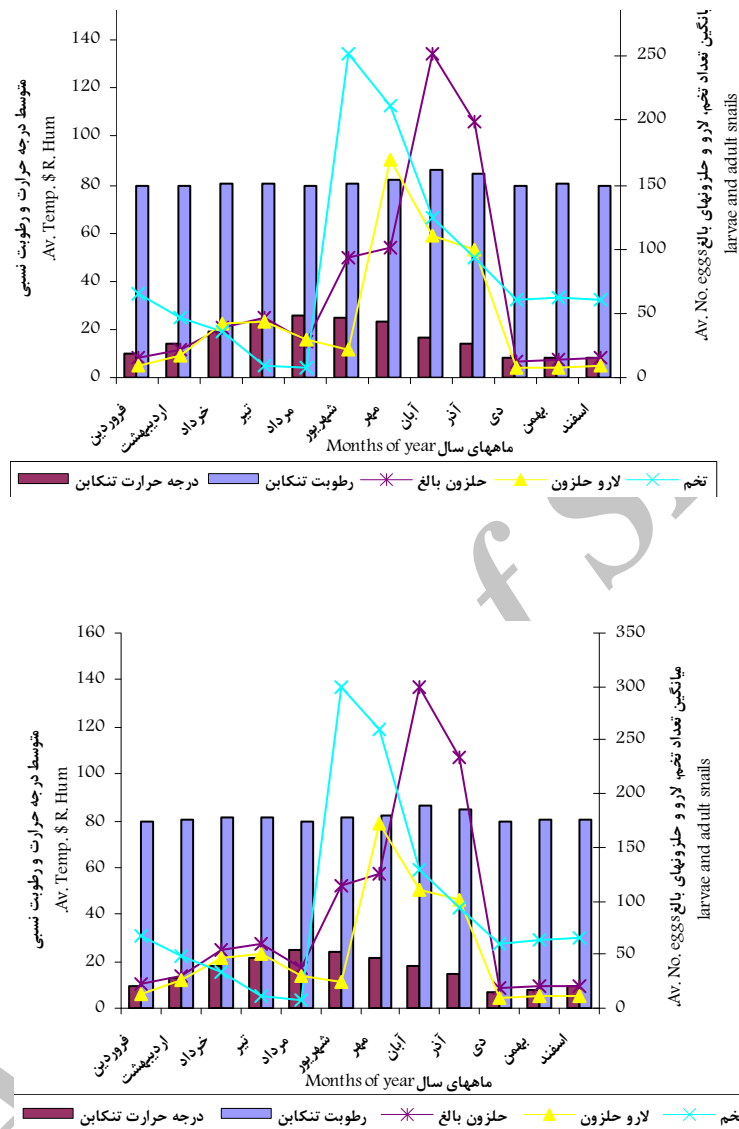 140
120
100
80
60
40
20
0
متوسط درجه حرارت و رطوبت نسبی
Av. Temp. $ R. Hum.
250
200
150
100
50
0
یانگین تعداد تخم، لارو و حلزونهای بالغ Av. No. eggs.
larvae and adult snails
فروردین
اردیبهشت
خرداد
تیر
مرداد
شهریور
مهر
آبان
آذر
دی
بهمن
اسفند
ماههای سال Months of year
درجه حرارت تنکابن
رطوبت تنکابن
حلزون بالغ
لارو حلزون
تخم
f S
160
140
120
100
80
60
40
20
0
متوسط درجه حرارت و رطوبت نسبی
Av. Temp. $ R. Hum.
350
300
250
200
150
100
50
0
میانگین تعداد تخم، لارو و حلزونهای بالغ Av. No. eggs.
larvae and adult snails
فروردین
اردیبهشت
خرداد
تیر
مرداد
شهریور
مهر
آبان
آذر
دی
بهمن
اسفند
ماههای سال Months of year
درجه حرارت تنکابن
رطوبت تنکابن
حلزون بالغ
لارو حلزون
خم